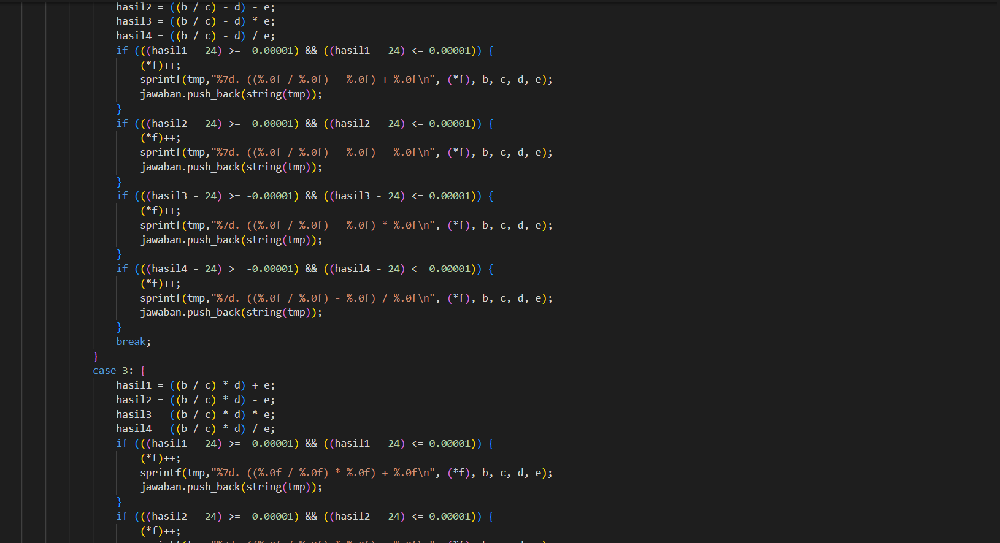 hasil2 = ((b / c) - d) - e;
hasil3 = ((b / c) - d) * e;
hasil4 = ((b / c) - d) / e;
if (((hasil1 - 24) >= -0.00001) && ((hasil1 - 24) <= 0.00001)) {
(*f)++;
sprintf(tmp,"%7d. ((%.0f / %.0f) - %.0f) + %.0f\n", (*f), b, c, d, e);
jawaban.push_back(string(tmp));
}
if (((hasil2 - 24) >= -0.00001) && ((hasil2 - 24) <= 0.00001)) {
(*f)++;
sprintf(tmp,"%7d. ((%.0f / %.0f) - %.0f) - %.0f\n", (*f), b, c, d, e);
jawaban.push_back(string(tmp));
}
if (((hasil3 - 24) >= -0.00001) && ((hasil3 - 24) <= 0.00001)) {
(*f)++;
sprintf(tmp,"%7d. ((%.0f / %.0f) - %.0f) * %.0f\n", (*f), b, c, d, e);
jawaban.push_back(string(tmp));
}
if (((hasil4 - 24) >= -0.00001) && ((hasil4 - 24) <= 0.00001)) {
(*f)++;
sprintf(tmp,"%7d. ((%.0f / %.0f) - %.0f) / %.0f\n", (*f), b, c, d, e);
jawaban.push_back(string(tmp));
}
break;
}
case 3: {
hasil1 = ((b / c) * d) + e;
hasil2 = ((b / c) * d) - e;
hasil3 = ((b / c) * d) * e;
hasil4 = ((b / c) * d) / e;
if (((hasil1 - 24) >= -0.00001) && ((hasil1 - 24) <= 0.00001)) {
(*f)++;
sprintf(tmp,"%7d. ((%.0f / %.0f) * %.0f) + %.0f\n", (*f), b, c, d, e);
jawaban.push_back(string(tmp));
}
if (((hasil2 - 24) >= -0.00001) && ((hasil2 - 24) <= 0.00001)) {
(*f)++;